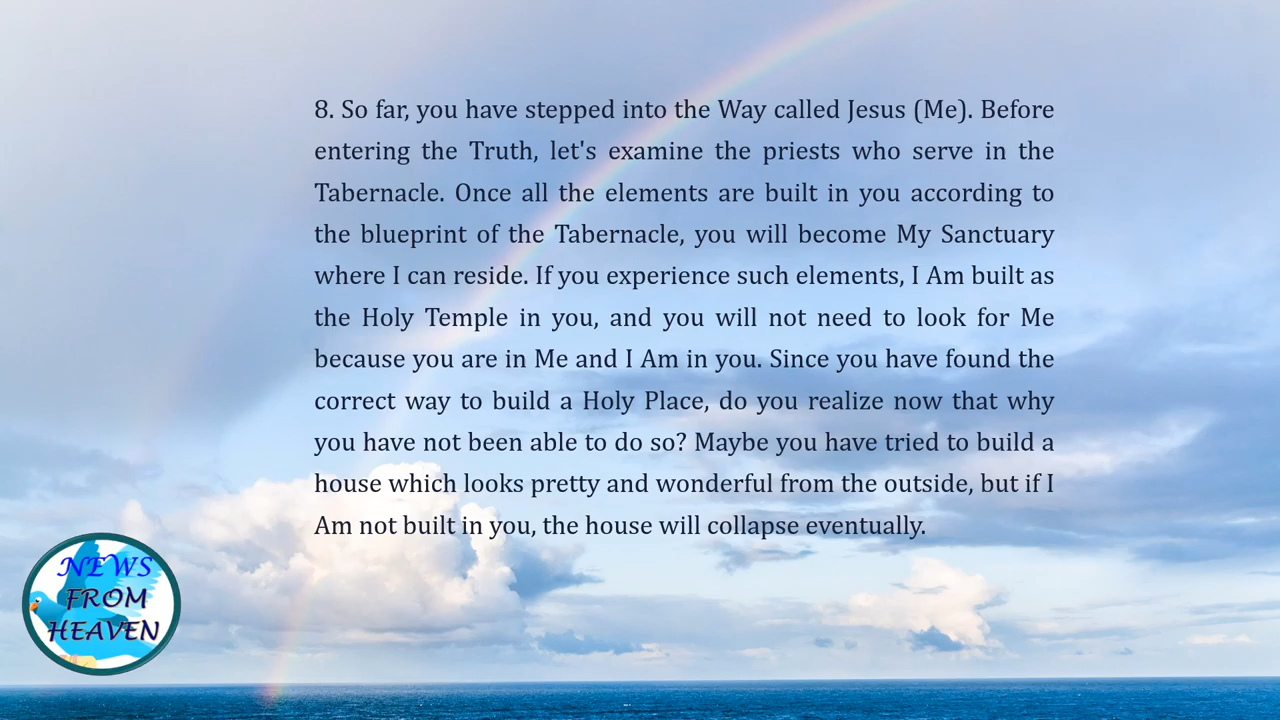 8. So far, you have stepped into the Way called Jesus (Me). Before
entering the Truth, let's examine the priests who serve in the
Tabernacle. Once all the elements are built in you according to
the blueprint of the Tabernacle, you will become My Sanctuary
where I can reside. If you experience such elements, I Am built as
the Holy Temple in you, and you will not need to look for Me
because you are in Me and I Am in you. Since you have found the
correct way to build a Holy Place, do you realize now that why
you have not been able to do so? Maybe you have tried to build a
house which looks pretty and wonderful from the outside, but if I
Am not built in you, the house will collapse eventually.
NEWS
FROM
HEAVEN